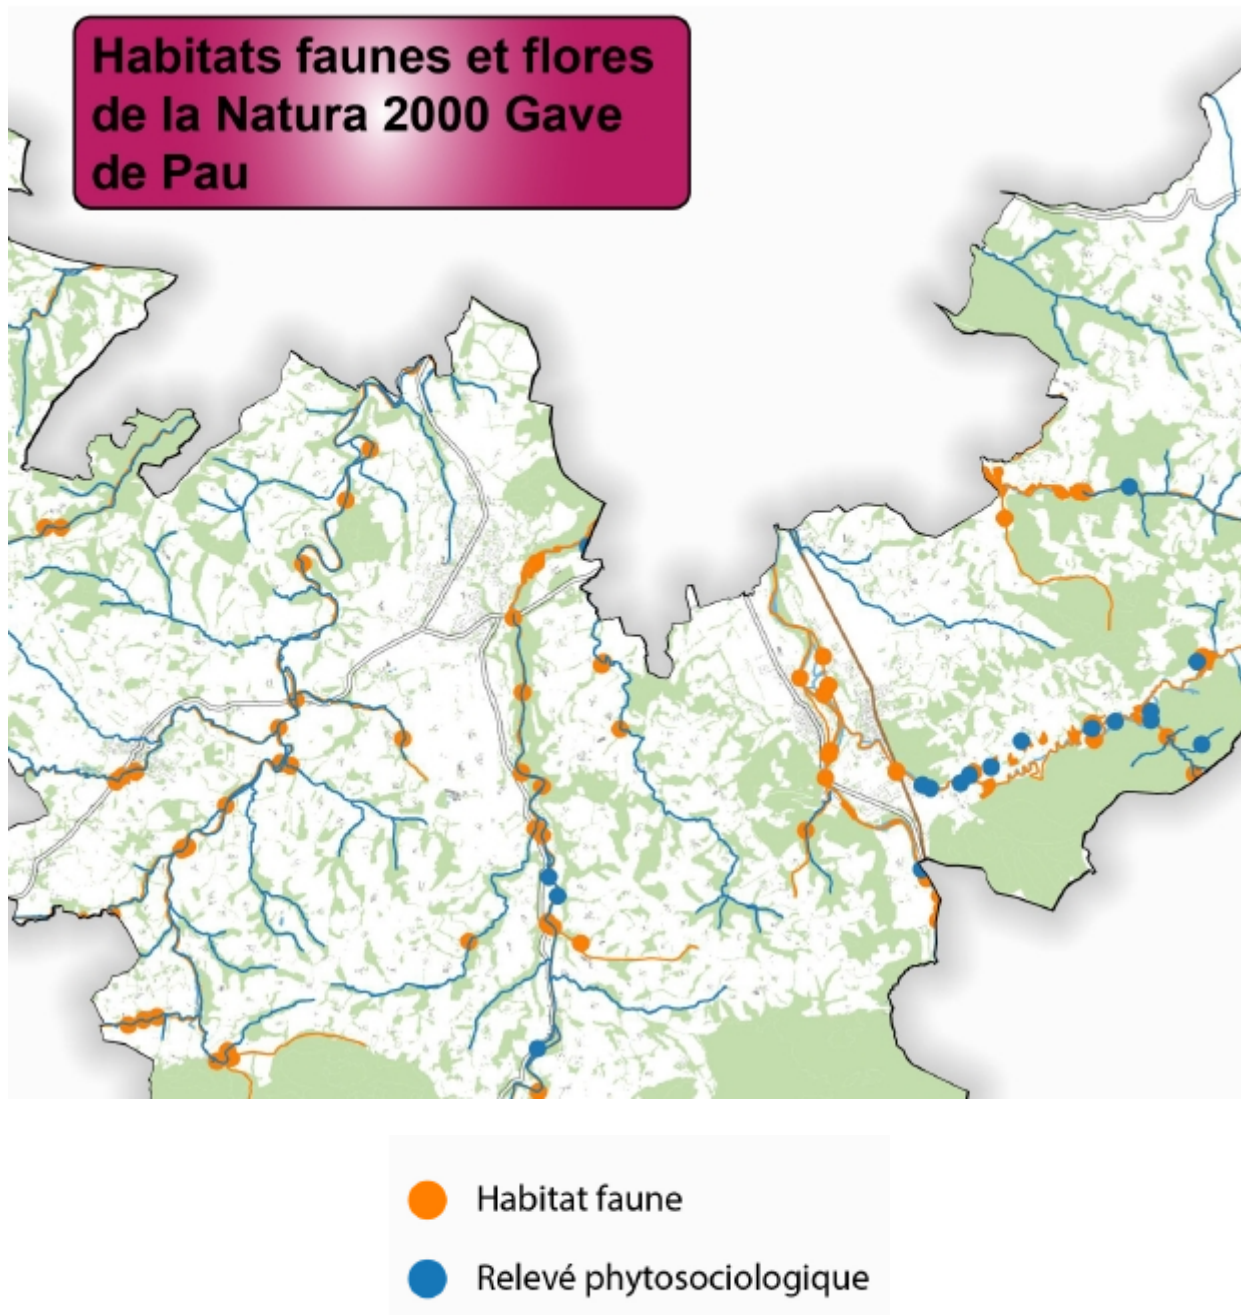 Habitats faunes et flores
de la Natura 2000 Gave
de Pau
Habitat faune
Relevé phytosociologique